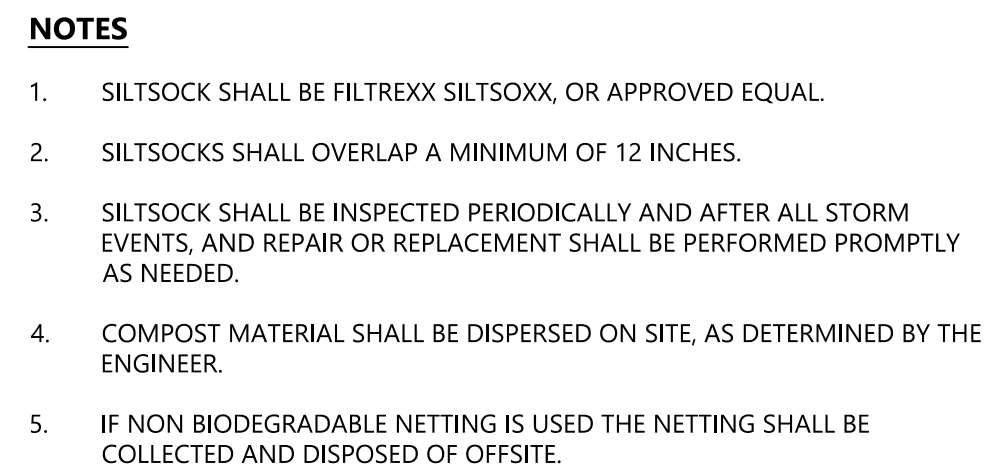 NOTES
1. SILTSOCK SHALL BE FILTREXX SILTSOXX, OR APPROVED EQUAL.
2. SILTSOCKS SHALL OVERLAP A MINIMUM OF 12 INCHES.
3. SILTSOCK SHALL BE INSPECTED PERIODICALLY AND AFTER ALL STORM
EVENTS, AND REPAIR OR REPLACEMENT SHALL BE PERFORMED PROMPTLY
AS NEEDED.
4. COMPOST MATERIAL SHALL BE DISPERSED ON SITE, AS DETERMINED BY THE
ENGINEER.
5. IF NON BIODEGRADABLE NETTING IS USED THE NETTING SHALL BE
COLLECTED AND DISPOSED OF OFFSITE.